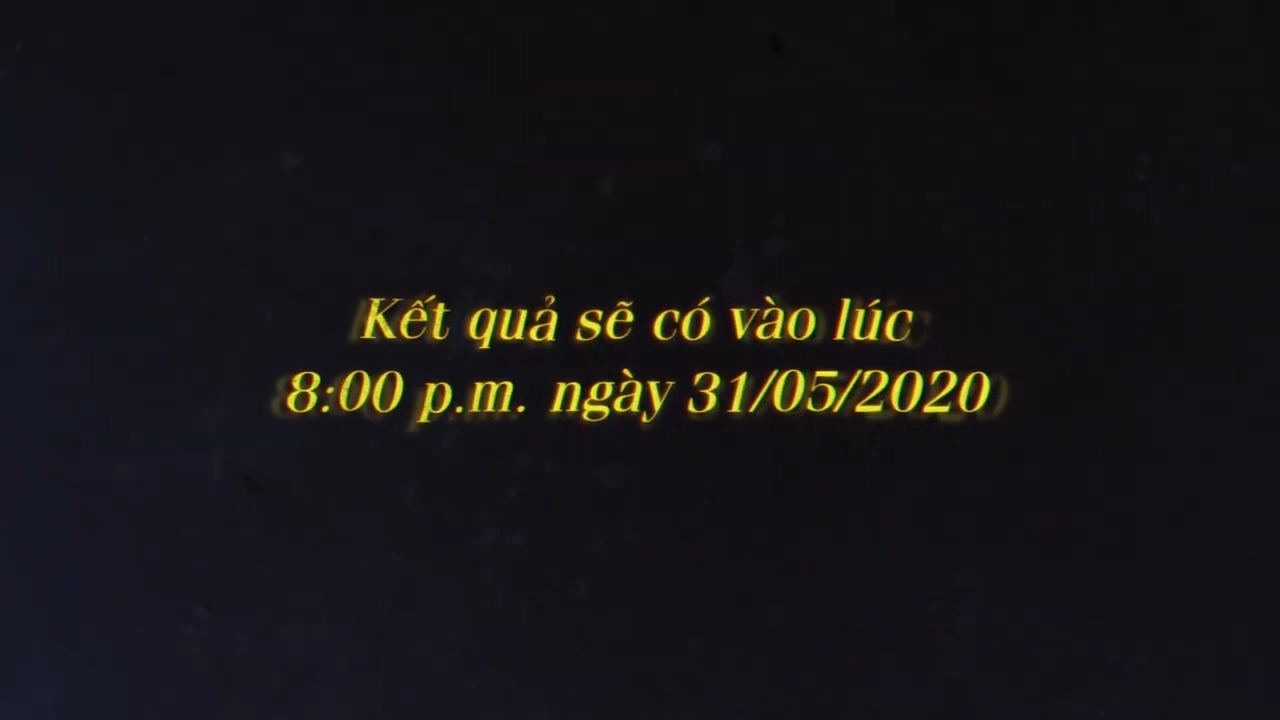 Kết quả sẽ có vào lúc
8:00 p.m. ngày 31/05/2020